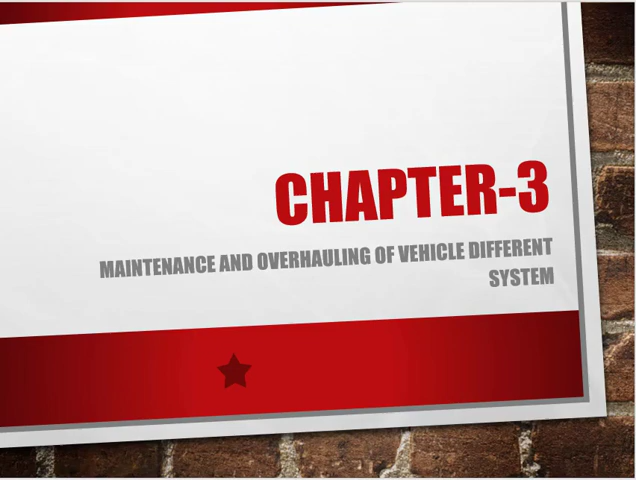 CHAPTER-3
MAINTENANCE AND OVERHAULING OF VEHICLE DIFFERENT
SYSTEM